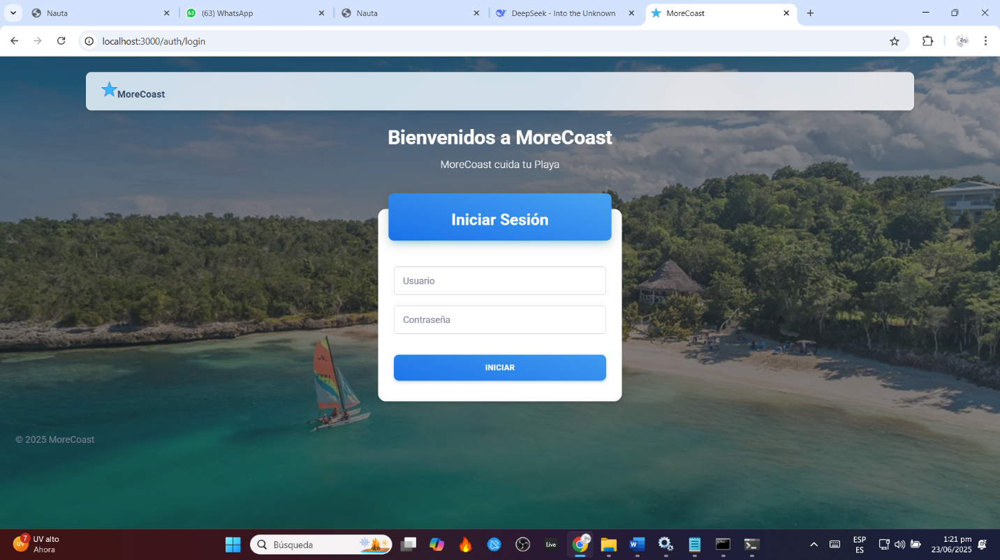 Nauta
(63) WhatsApp
Nauta
DeepSeek - Into the Unknown
MoreCoast
localhost:3000/auth/login
MoreCoast
Bienvenidos a MoreCoast
MoreCoast cuida tu Playa
Iniciar Sesión
Usuario
Contraseña
INICIAR
© 2025 MoreCoast
7
UV alto
Ahora
Búsqueda
Live
ESP
ES
1:21 pm
23/06/2025